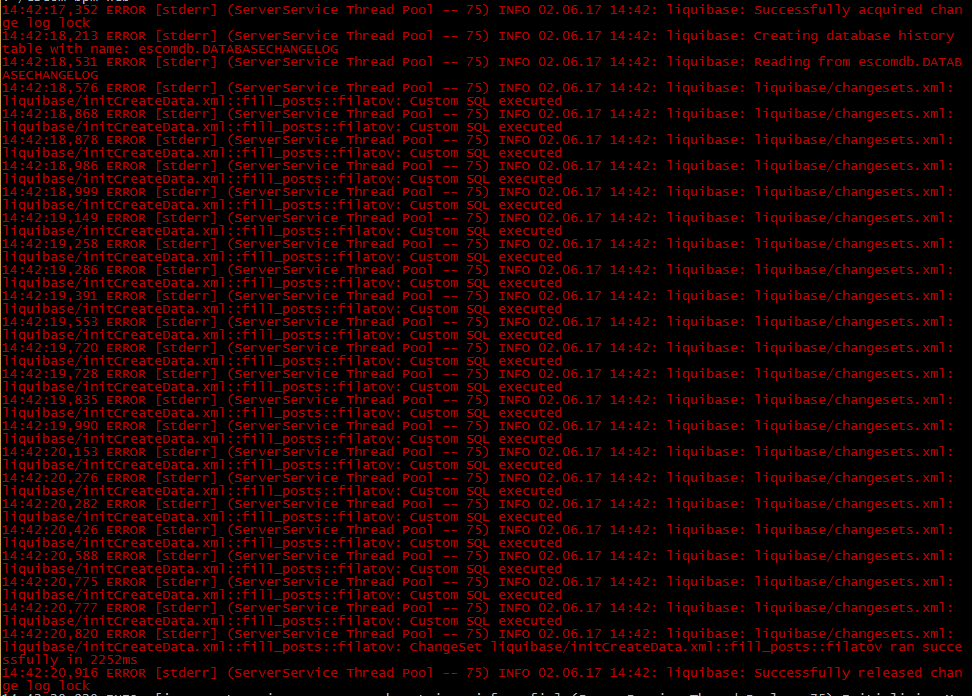 14:42:17,352 ERROR [stderr] (ServerService Thread Pool -- 75) INFO 02.06.17 14:42: liquibase: Successfully acquired chan
ge log lock
14:42:18,213 ERROR [stderr] (ServerService Thread Pool -- 75) INFO 02.06.17 14:42: liquibase: Creating database history
table with name: escomdb.DATABASECHANGELOG
14:42:18,531 ERROR [stderr] (ServerService Thread Pool -- 75) INFO 02.06.17 14:42: liquibase: Reading from escomdb.DATAB
ASECHANGELOG
14:42:18,576 ERROR [stderr] (ServerService Thread Pool -- 75) INFO 02.06.17 14:42: liquibase: liquibase/changesets.xml:
liquibase/initCreateData.xml::fill_posts::filatov: Custom SQL executed
14:42:18,868 ERROR [stderr] (ServerService Thread Pool -- 75) INFO 02.06.17 14:42: liquibase: liquibase/changesets.xml:
liquibase/initCreateData.xml::fill_posts::filatov: Custom SQL executed
14:42:18,878 ERROR [stderr] (ServerService Thread Pool -- 75) INFO 02.06.17 14:42: liquibase: liquibase/changesets.xml:
liquibase/initCreateData.xml::fill_posts::filatov: Custom SQL executed
14:42:18,986 ERROR [stderr] (ServerService Thread Pool -- 75) INFO 02.06.17 14:42: liquibase: liquibase/changesets.xml:
liquibase/initCreateData.xml::fill_posts::filatov: Custom SQL executed
14:42:18,999 ERROR [stderr] (ServerService Thread Pool -- 75) INFO 02.06.17 14:42: liquibase: liquibase/changesets.xml:
liquibase/initCreateData.xml::fill_posts::filatov: Custom SQL executed
14:42:19,149 ERROR [stderr] (ServerService Thread Pool -- 75) INFO 02.06.17 14:42: liquibase: liquibase/changesets.xml:
liquibase/initCreateData.xml::fill_posts::filatov: Custom SQL executed
14:42:19,258 ERROR [stderr] (ServerService Thread Pool -- 75) INFO 02.06.17 14:42: liquibase: liquibase/changesets.xml:
liquibase/initCreateData.xml::fill_posts::filatov: Custom SQL executed
14:42:19,286 ERROR [stderr] (ServerService Thread Pool -- 75) INFO 02.06.17 14:42: liquibase: liquibase/changesets.xml:
liquibase/initCreateData.xml::fill_posts::filatov: Custom SQL executed
14:42:19,391 ERROR [stderr] (ServerService Thread Pool -- 75) INFO 02.06.17 14:42: liquibase: liquibase/changesets.xml:
liquibase/initCreateData.xml::fill_posts::filatov: Custom SQL executed
14:42:19,553 ERROR [stderr] (ServerService Thread Pool -- 75) INFO 02.06.17 14:42: liquibase: liquibase/changesets.xml:
liquibase/initCreateData.xml::fill_posts::filatov: Custom SQL executed
14:42:19,720 ERROR [stderr] (ServerService Thread Pool -- 75) INFO 02.06.17 14:42: liquibase: liquibase/changesets.xml:
liquibase/initCreateData.xml::fill_posts::filatov: Custom SQL executed
14:42:19,728 ERROR [stderr] (ServerService Thread Pool -- 75) INFO 02.06.17 14:42: liquibase: liquibase/changesets.xml:
liquibase/initCreateData.xml::fill_posts::filatov: Custom SQL executed
14:42:19,835 ERROR [stderr] (ServerService Thread Pool -- 75) INFO 02.06.17 14:42: liquibase: liquibase/changesets.xml:
liquibase/initCreateData.xml::fill_posts::filatov: Custom SQL executed
14:42:19,990 ERROR [stderr] (ServerService Thread Pool -- 75) INFO 02.06.17 14:42: liquibase: liquibase/changesets.xml:
liquibase/initCreateData.xml::fill_posts::filatov: Custom SQL executed
14:42:20,153 ERROR [stderr] (ServerService Thread Pool -- 75) INFO 02.06.17 14:42: liquibase: liquibase/changesets.xml:
liquibase/initCreateData.xml::fill_posts::filatov: Custom SQL executed
14:42:20,276 ERROR [stderr] (ServerService Thread Pool -- 75) INFO 02.06.17 14:42: liquibase: liquibase/changesets.xml:
liquibase/initCreateData.xml::fill_posts::filatov: Custom SQL executed
14:42:20,282 ERROR [stderr] (ServerService Thread Pool -- 75) INFO 02.06.17 14:42: liquibase: liquibase/changesets.xml:
liquibase/initCreateData.xml::fill_posts::filatov: Custom SQL executed
14:42:20,426 ERROR [stderr] (ServerService Thread Pool -- 75) INFO 02.06.17 14:42: liquibase: liquibase/changesets.xml:
liquibase/initCreateData.xml::fill_posts::filatov: Custom SQL executed
14:42:20,588 ERROR [stderr] (ServerService Thread Pool -- 75) INFO 02.06.17 14:42: liquibase: liquibase/changesets.xml:
liquibase/initCreateData.xml::fill_posts::filatov: Custom SQL executed
14:42:20,775 ERROR [stderr] (ServerService Thread Pool -- 75) INFO 02.06.17 14:42: liquibase: liquibase/changesets.xml:
liquibase/initCreateData.xml::fill_posts::filatov: Custom SQL executed
14:42:20,777 ERROR [stderr] (ServerService Thread Pool -- 75) INFO 02.06.17 14:42: liquibase: liquibase/changesets.xml:
liquibase/initCreateData.xml::fill_posts::filatov: Custom SQL executed
14:42:20,820 ERROR [stderr] (ServerService Thread Pool -- 75) INFO 02.06.17 14:42: liquibase: liquibase/changesets.xml:
liquibase/initCreateData.xml::fill_posts::filatov: ChangeSet liquibase/initCreateData.xml::fill_posts::filatov ran succe
ssfully in 2252ms
14:42:20,916 ERROR [stderr] (ServerService Thread Pool -- 75) INFO 02.06.17 14:42: liquibase: Successfully released chan
ge log lock